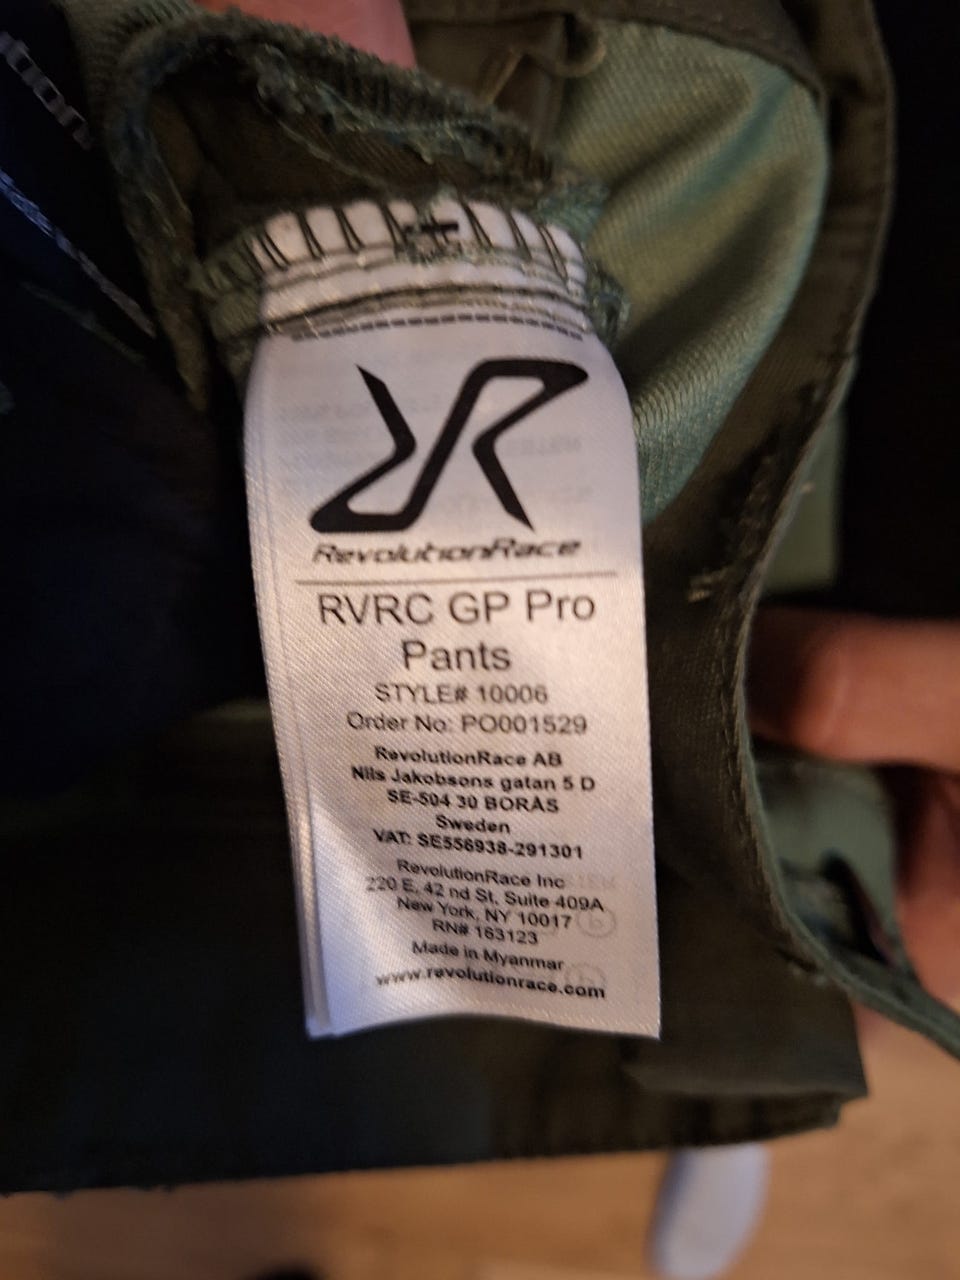 RevolutionRace
RVRC GP Pro
Pants
STYLE# 10006
Order No: PO001529
RevolutionRace AB
Nils Jakobsons gatan 5 D
SE-504 30 BORÅS
Sweden
VAT: SE556938-291301
RevolutionRace Inc
220 E, 42 nd St, Suite 409A
New York, NY 10017
RN# 163123
Made in Myanmar
www.revolutionrace.com